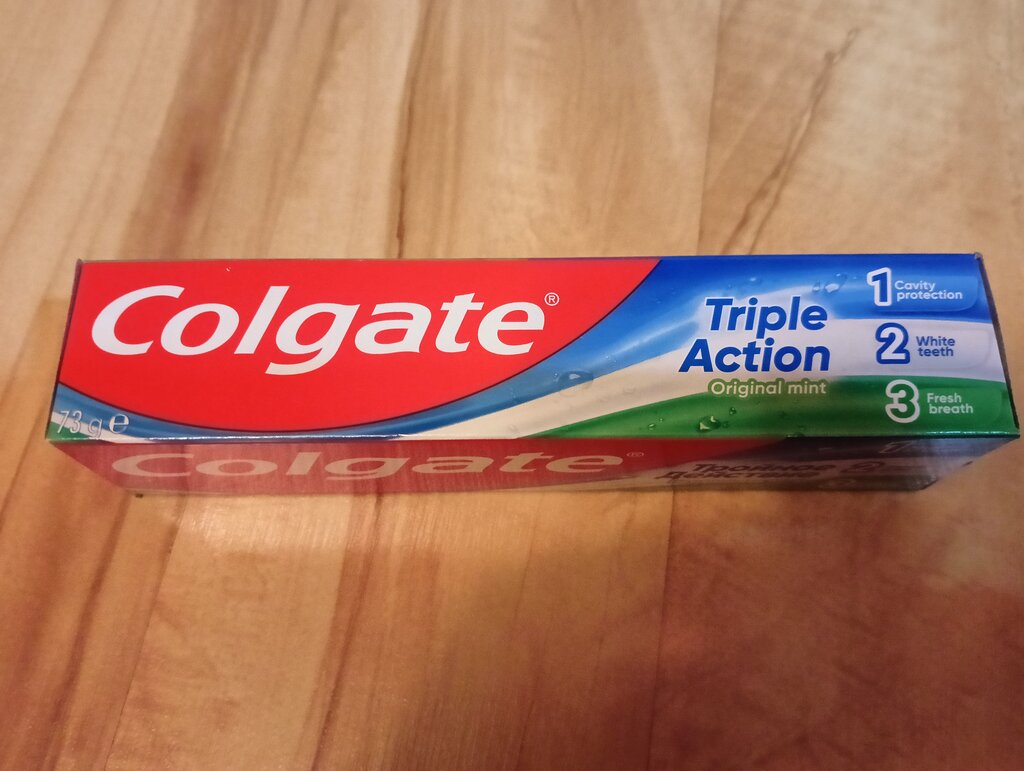 Colgate®
Triple
Action
Original mint
1 Cavity
protection
2 White
teeth
3 Fresh
breath
73 g ℮
Colgate®
Тройное
Действие